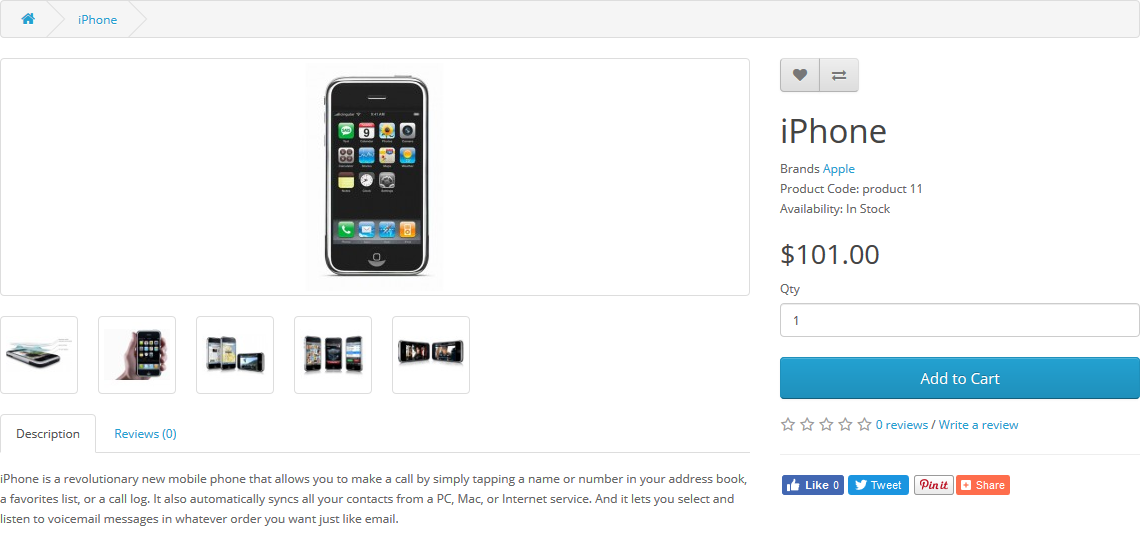 iPhone
iPhone
Brands Apple
Product Code: product 11
Availability: In Stock
$101.00
Qty
1
Add to Cart
0 reviews / Write a review
Like 0
Tweet
Pin it
Share
Description
Reviews (0)
iPhone is a revolutionary new mobile phone that allows you to make a call by simply tapping a name or number in your address book,
a favorites list, or a call log. It also automatically syncs all your contacts from a PC, Mac, or Internet service. And it lets you select and
listen to voicemail messages in whatever order you want just like email.